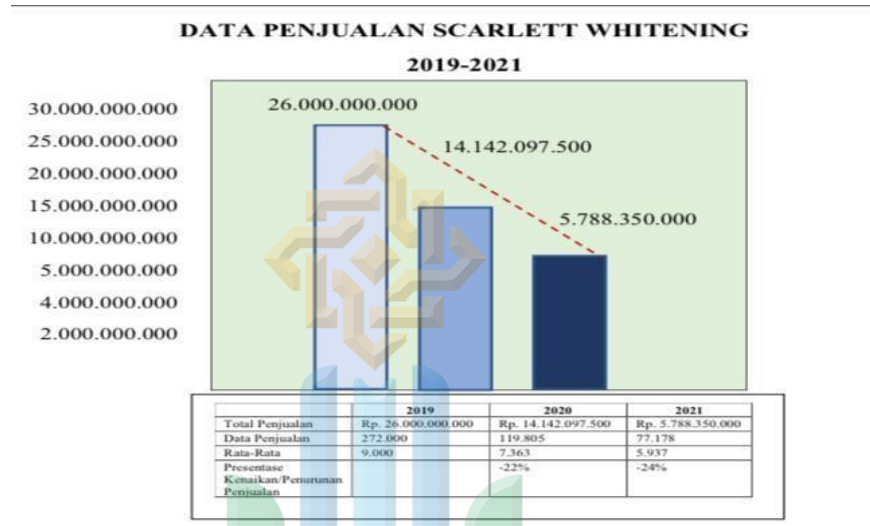 DATA PENJUALAN SCARLETT WHITENING
2019-2021
30.000.000.000
25.000.000.000
20.000.000.000
15.000.000.000
10.000.000.000
5.000.000.000
4.000.000.000
2.000.000.000
26.000.000.000
14.142.097.500
5.788.350.000
2019 2020 2021
Total Penjualan Rp. 26.000.000.000 Rp. 14.142.097.500 Rp. 5.788.350.000
Data Penjualan 272.000 119.805 77.178
Rata-Rata 9.000 7.363 5.937
Presentase -22% -24%
Kenaikan/Penurunan
Penjualan